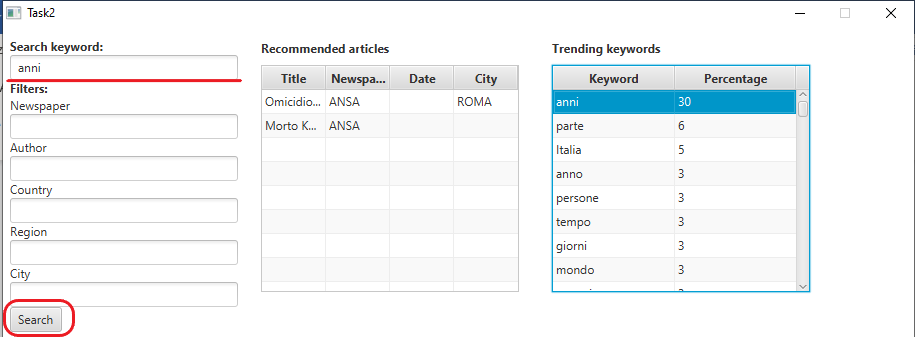 Task2
Search keyword:
anni
Filters:
Newspaper
Author
Country
Region
City
Search
Recommended articles
Title Newspa... Date City
Omicidio... ANSA ROMA
Morto K... ANSA
Trending keywords
Keyword Percentage
anni 30
parte 6
Italia 5
anno 3
persone 3
tempo 3
giorni 3
mondo 3